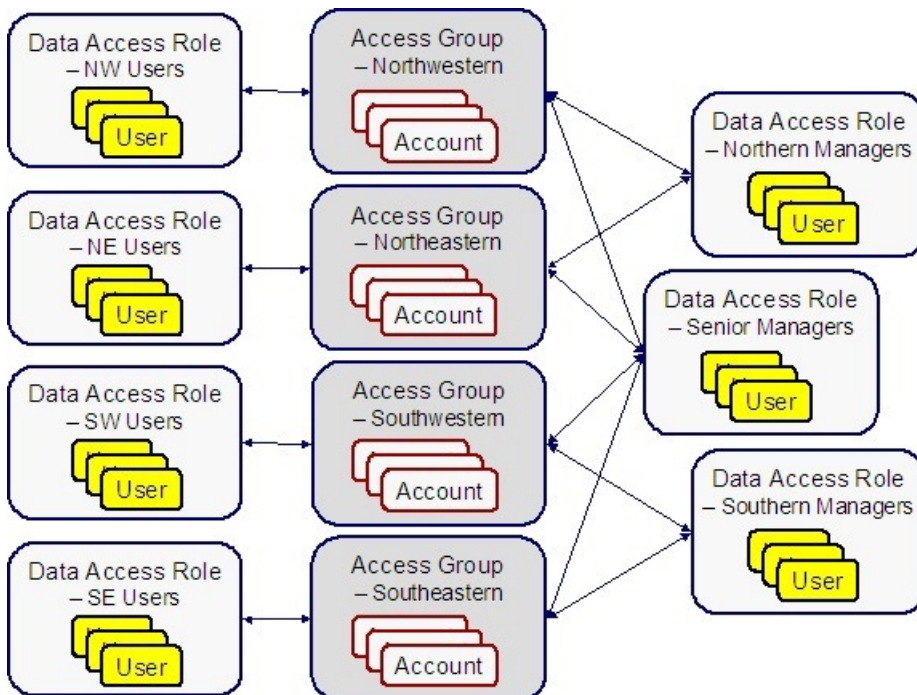 Data Access Role
– NW Users
User
Access Group
– Northwestern
Account
Data Access Role
– Northern Managers
User
Data Access Role
– NE Users
User
Access Group
– Northeastern
Account
Data Access Role
– Senior Managers
User
Data Access Role
– SW Users
User
Access Group
– Southwestern
Account
Data Access Role
– Southern Managers
User
Data Access Role
– SE Users
User
Access Group
– Southeastern
Account